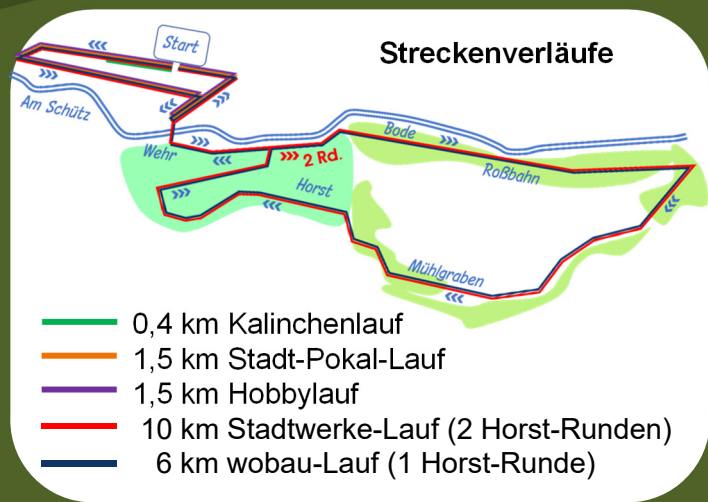 Streckenverläufe
<<<
Start
>>>
Am Schütz
<<<
>>>
Wehr
>>>
<<<
>>> 2 Rd.
Bode
>>>
Roßbahn
>>>
Horst
<<<
<<<
Mühlgraben
<<<
0,4 km Kalinchenlauf
1,5 km Stadt-Pokal-Lauf
1,5 km Hobbylauf
10 km Stadtwerke-Lauf (2 Horst-Runden)
6 km wobau-Lauf (1 Horst-Runde)